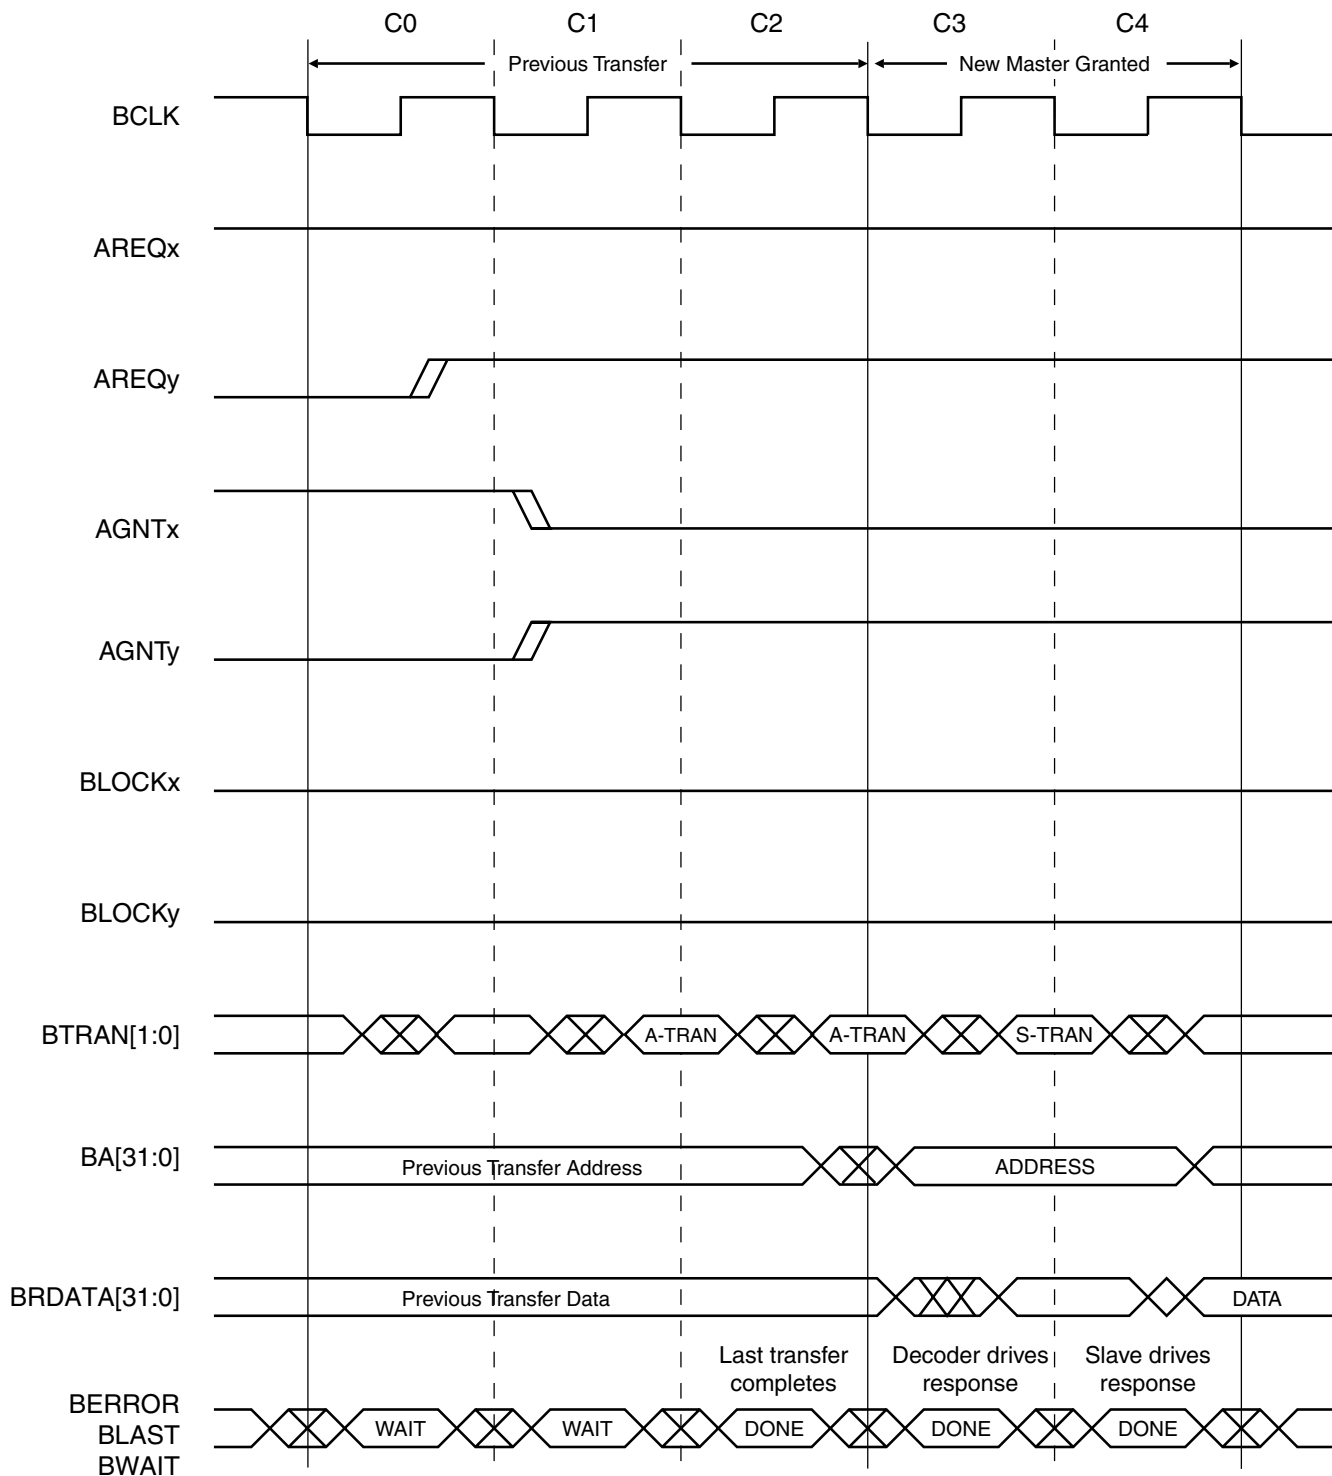 C0 C1 C2 C3 C4
Previous Transfer New Master Granted
BCLK
AREQx
AREQy
AGNTx
AGNTy
BLOCKx
BLOCKy
BTRAN[1:0] A-TRAN A-TRAN S-TRAN
BA[31:0] Previous Transfer Address ADDRESS
BRDATA[31:0] Previous Transfer Data DATA
Last transfer Decoder drives Slave drives
completes response response
BERROR
BLAST WAIT WAIT DONE DONE DONE
BWAIT